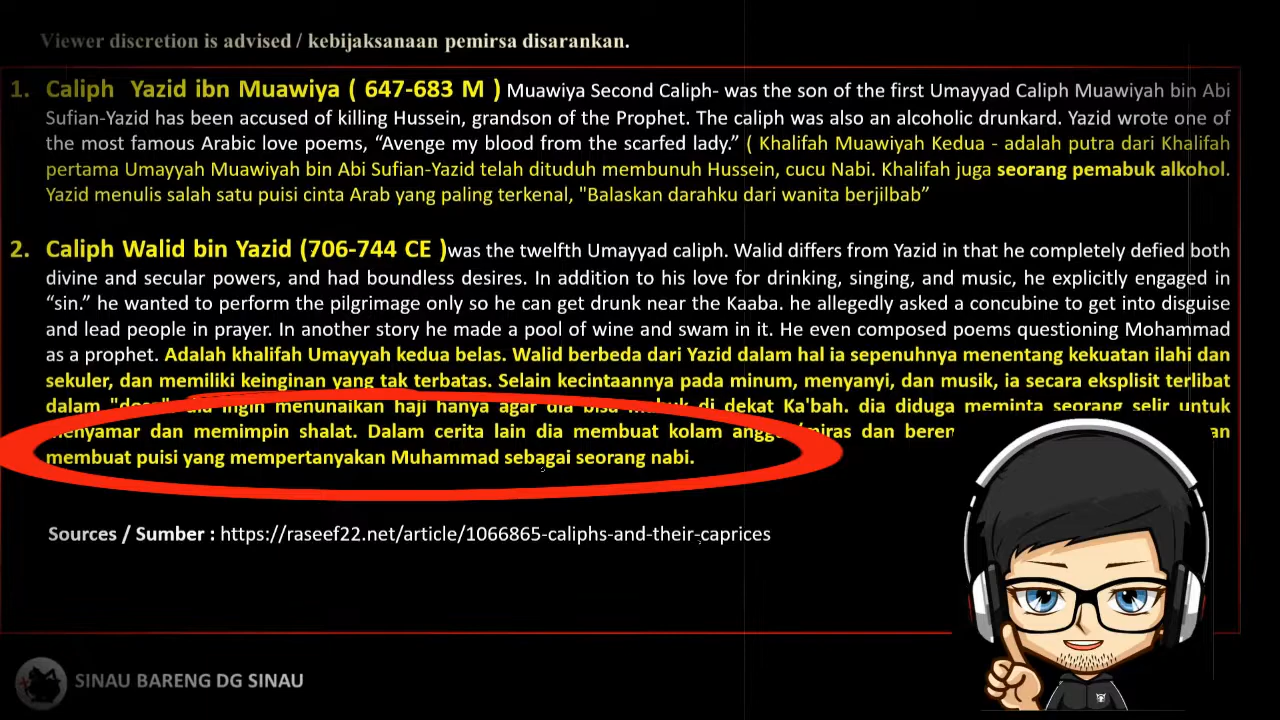 Viewer discretion is advised / kebijaksanaan pemirsa disarankan.
1. Caliph Yazid ibn Muawiya ( 647-683 M ) Muawiya Second Caliph- was the son of the first Umayyad Caliph Muawiyah bin Abi
Sufian-Yazid has been accused of killing Hussein, grandson of the Prophet. The caliph was also an alcoholic drunkard. Yazid wrote one of
the most famous Arabic love poems, “Avenge my blood from the scarfed lady.” ( Khalifah Muawiyah Kedua - adalah putra dari Khalifah
pertama Umayyah Muawiyah bin Abi Sufian-Yazid telah dituduh membunuh Hussein, cucu Nabi. Khalifah juga seorang pemabuk alkohol.
Yazid menulis salah satu puisi cinta Arab yang paling terkenal, "Balaskan darahku dari wanita berjilbab”
2. Caliph Walid bin Yazid (706-744 CE )was the twelfth Umayyad caliph. Walid differs from Yazid in that he completely defied both
divine and secular powers, and had boundless desires. In addition to his love for drinking, singing, and music, he explicitly engaged in
“sin.” he wanted to perform the pilgrimage only so he can get drunk near the Kaaba. he allegedly asked a concubine to get into disguise
and lead people in prayer. In another story he made a pool of wine and swam in it. He even composed poems questioning Mohammad
as a prophet. Adalah khalifah Umayyah kedua belas. Walid berbeda dari Yazid dalam hal ia sepenuhnya menentang kekuatan ilahi dan
sekuler, dan memiliki keinginan yang tak terbatas. Selain kecintaannya pada minum, menyanyi, dan musik, ia secara eksplisit terlibat
dalam ingin menunaikan haji hanya agar dia bisa di dekat Ka'bah. dia diduga meminta seorang selir untuk
menyamar dan memimpin shalat. Dalam cerita lain dia membuat kolam dan
membuat puisi yang mempertanyakan Muhammad sebagai seorang nabi.
Sources / Sumber : https://raseef22.net/article/1066865-caliphs-and-their-caprices
SINAU BARENG DG SINAU